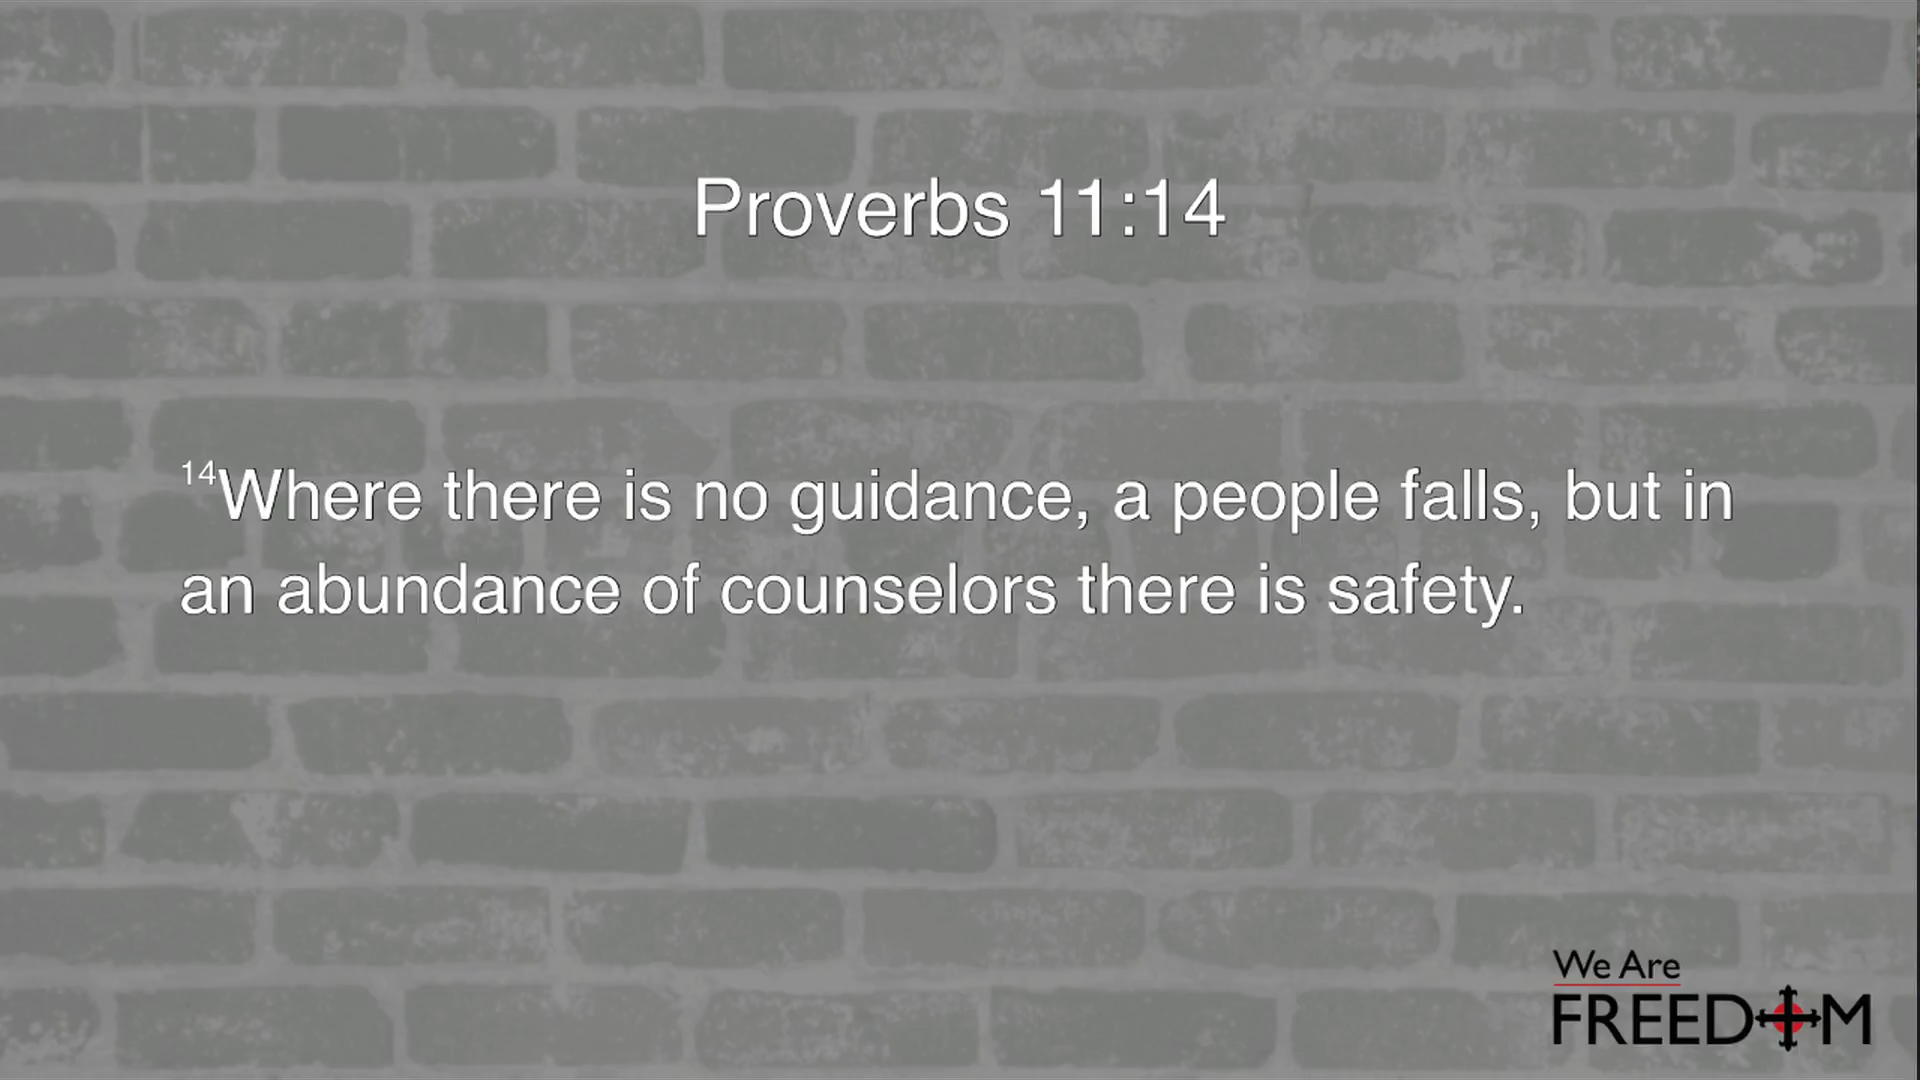 Proverbs 11:14
14Where there is no guidance, a people falls, but in
an abundance of counselors there is safety.
We Are
FREEDOM